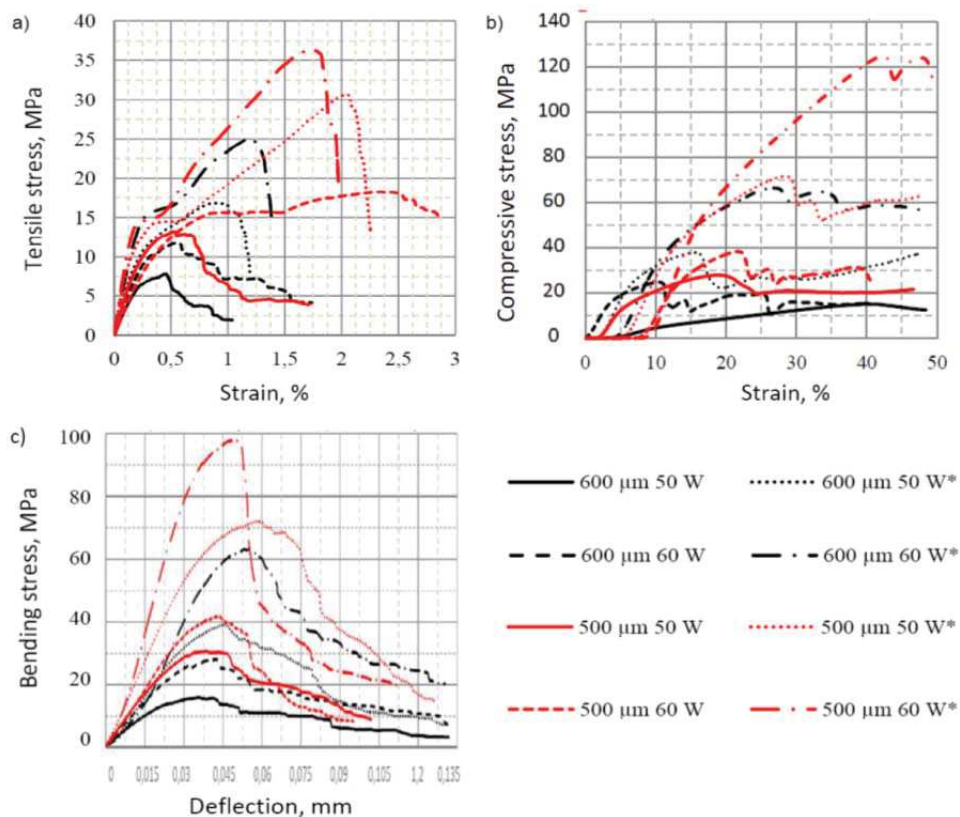 a)
Tensile stress, MPa
40
35
30
25
20
15
10
5
0
0 0,5 1 1,5 2 2,5 3
Strain, %
b)
Compressive stress, MPa
140
120
100
80
60
40
20
0
0 10 20 30 40 50
Strain, %
c)
Bending stress, MPa
100
80
60
40
20
0
0 0,015 0,03 0,045 0,06 0,075 0,09 0,105 1,2 0,135
Deflection, mm
600 µm 50 W 600 µm 50 W*
600 µm 60 W 600 µm 60 W*
500 µm 50 W 500 µm 50 W*
500 µm 60 W 500 µm 60 W*